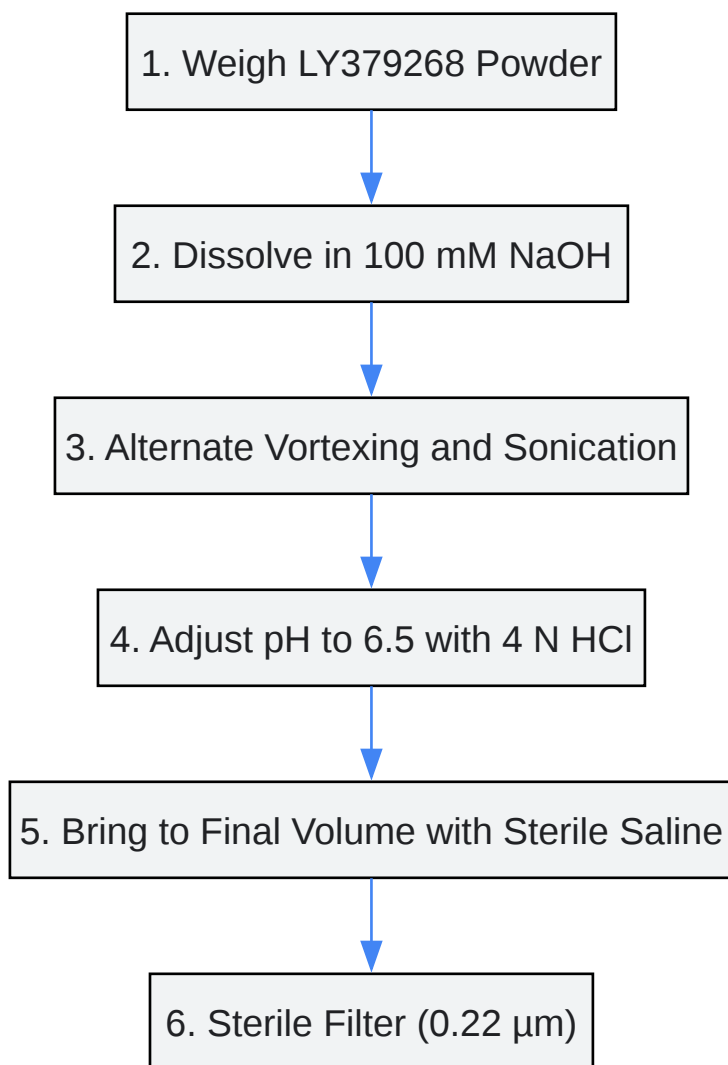 1. Weigh LY379268 Powder
2. Dissolve in 100 mM NaOH
3. Alternate Vortexing and Sonication
4. Adjust pH to 6.5 with 4 N HCl
5. Bring to Final Volume with Sterile Saline
6. Sterile Filter (0.22 µm)